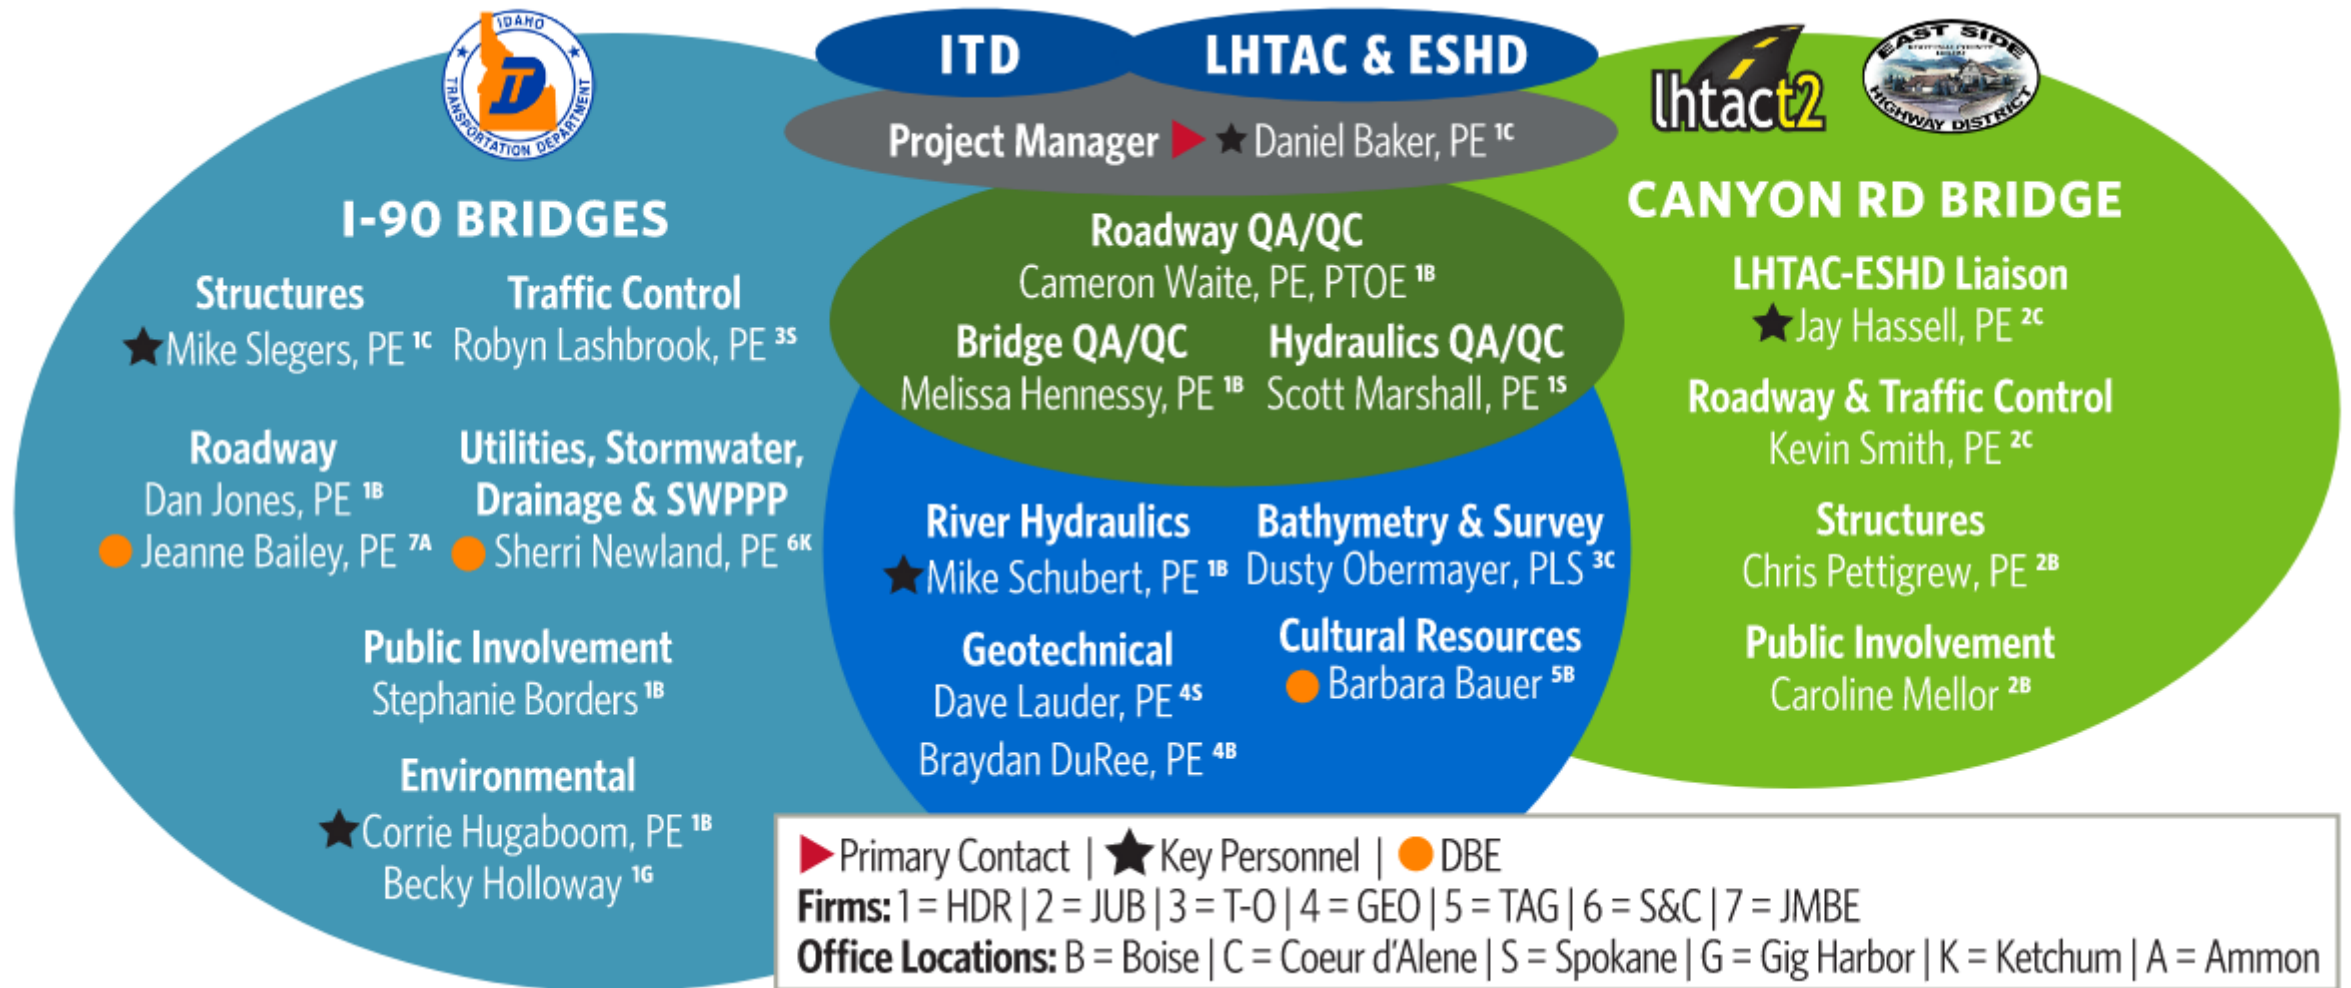 IDAHO
TRANSPORTATION DEPARTMENT
ITD
LHTAC & ESHD
lhtact2
EAST SIDE
HIGHWAY DISTRICT
Project Manager ▶ ★ Daniel Baker, PE 1C
I-90 BRIDGES
Structures
★ Mike Slegers, PE 1C
Traffic Control
Robyn Lashbrook, PE 3S
Roadway
Dan Jones, PE 1B
Jeanne Bailey, PE 7A
Utilities, Stormwater,
Drainage & SWPPP
Sherri Newland, PE 6K
Public Involvement
Stephanie Borders 1B
Environmental
★ Corrie Hugaboom, PE 1B
Becky Holloway 1G
Roadway QA/QC
Cameron Waite, PE, PTOE 1B
Bridge QA/QC
Melissa Hennessy, PE 1B
Hydraulics QA/QC
Scott Marshall, PE 1S
River Hydraulics
★ Mike Schubert, PE 1B
Bathymetry & Survey
Dusty Obermayer, PLS 3C
Geotechnical
Dave Lauder, PE 4S
Braydan DuRee, PE 4B
Cultural Resources
Barbara Bauer 5B
CANYON RD BRIDGE
LHTAC-ESHD Liaison
★ Jay Hassell, PE 2C
Roadway & Traffic Control
Kevin Smith, PE 2C
Structures
Chris Pettigrew, PE 2B
Public Involvement
Caroline Mellor 2B
▶ Primary Contact | ★ Key Personnel | ● DBE
Firms: 1 = HDR | 2 = JUB | 3 = T-O | 4 = GEO | 5 = TAG | 6 = S&C | 7 = JMBE
Office Locations: B = Boise | C = Coeur d'Alene | S = Spokane | G = Gig Harbor | K = Ketchum | A = Ammon